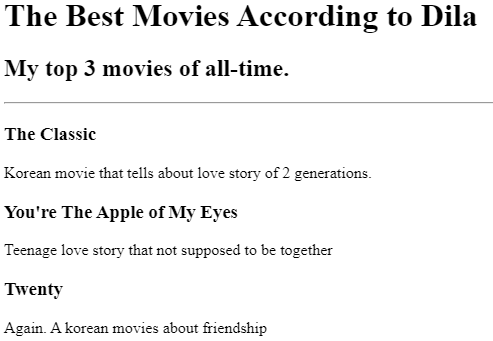 The Best Movies According to Dila
My top 3 movies of all-time.
The Classic
Korean movie that tells about love story of 2 generations.
You're The Apple of My Eyes
Teenage love story that not supposed to be together
Twenty
Again. A korean movies about friendship